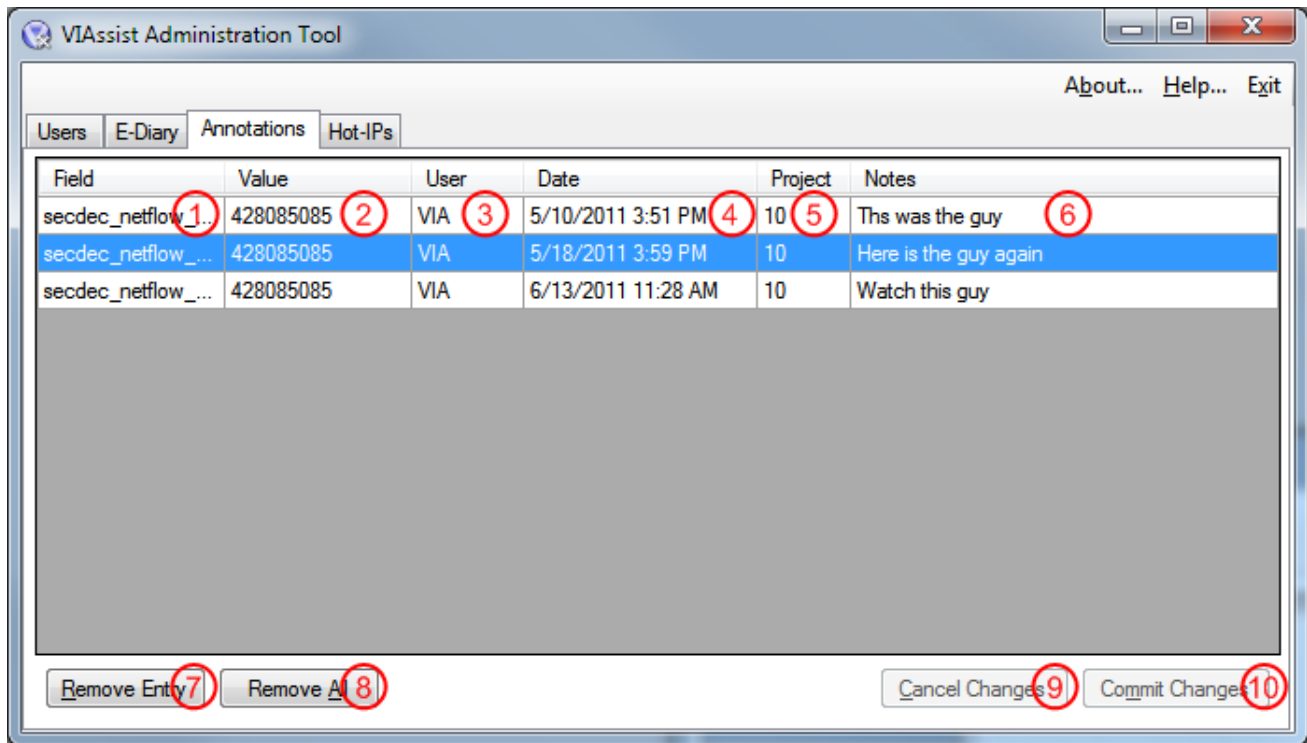 VIAssist Administration Tool
About... Help... Exit
Users E-Diary Annotations Hot-IPs
Field Value User Date Project Notes
secdec_netflow_1... 1 428085085 2 VIA 3 5/10/2011 3:51 PM 4 10 5 Ths was the guy 6
secdec_netflow_... 428085085 VIA 5/18/2011 3:59 PM 10 Here is the guy again
secdec_netflow_... 428085085 VIA 6/13/2011 11:28 AM 10 Watch this guy
Remove Entry 7 Remove All 8 Cancel Changes 9 Commit Changes 10